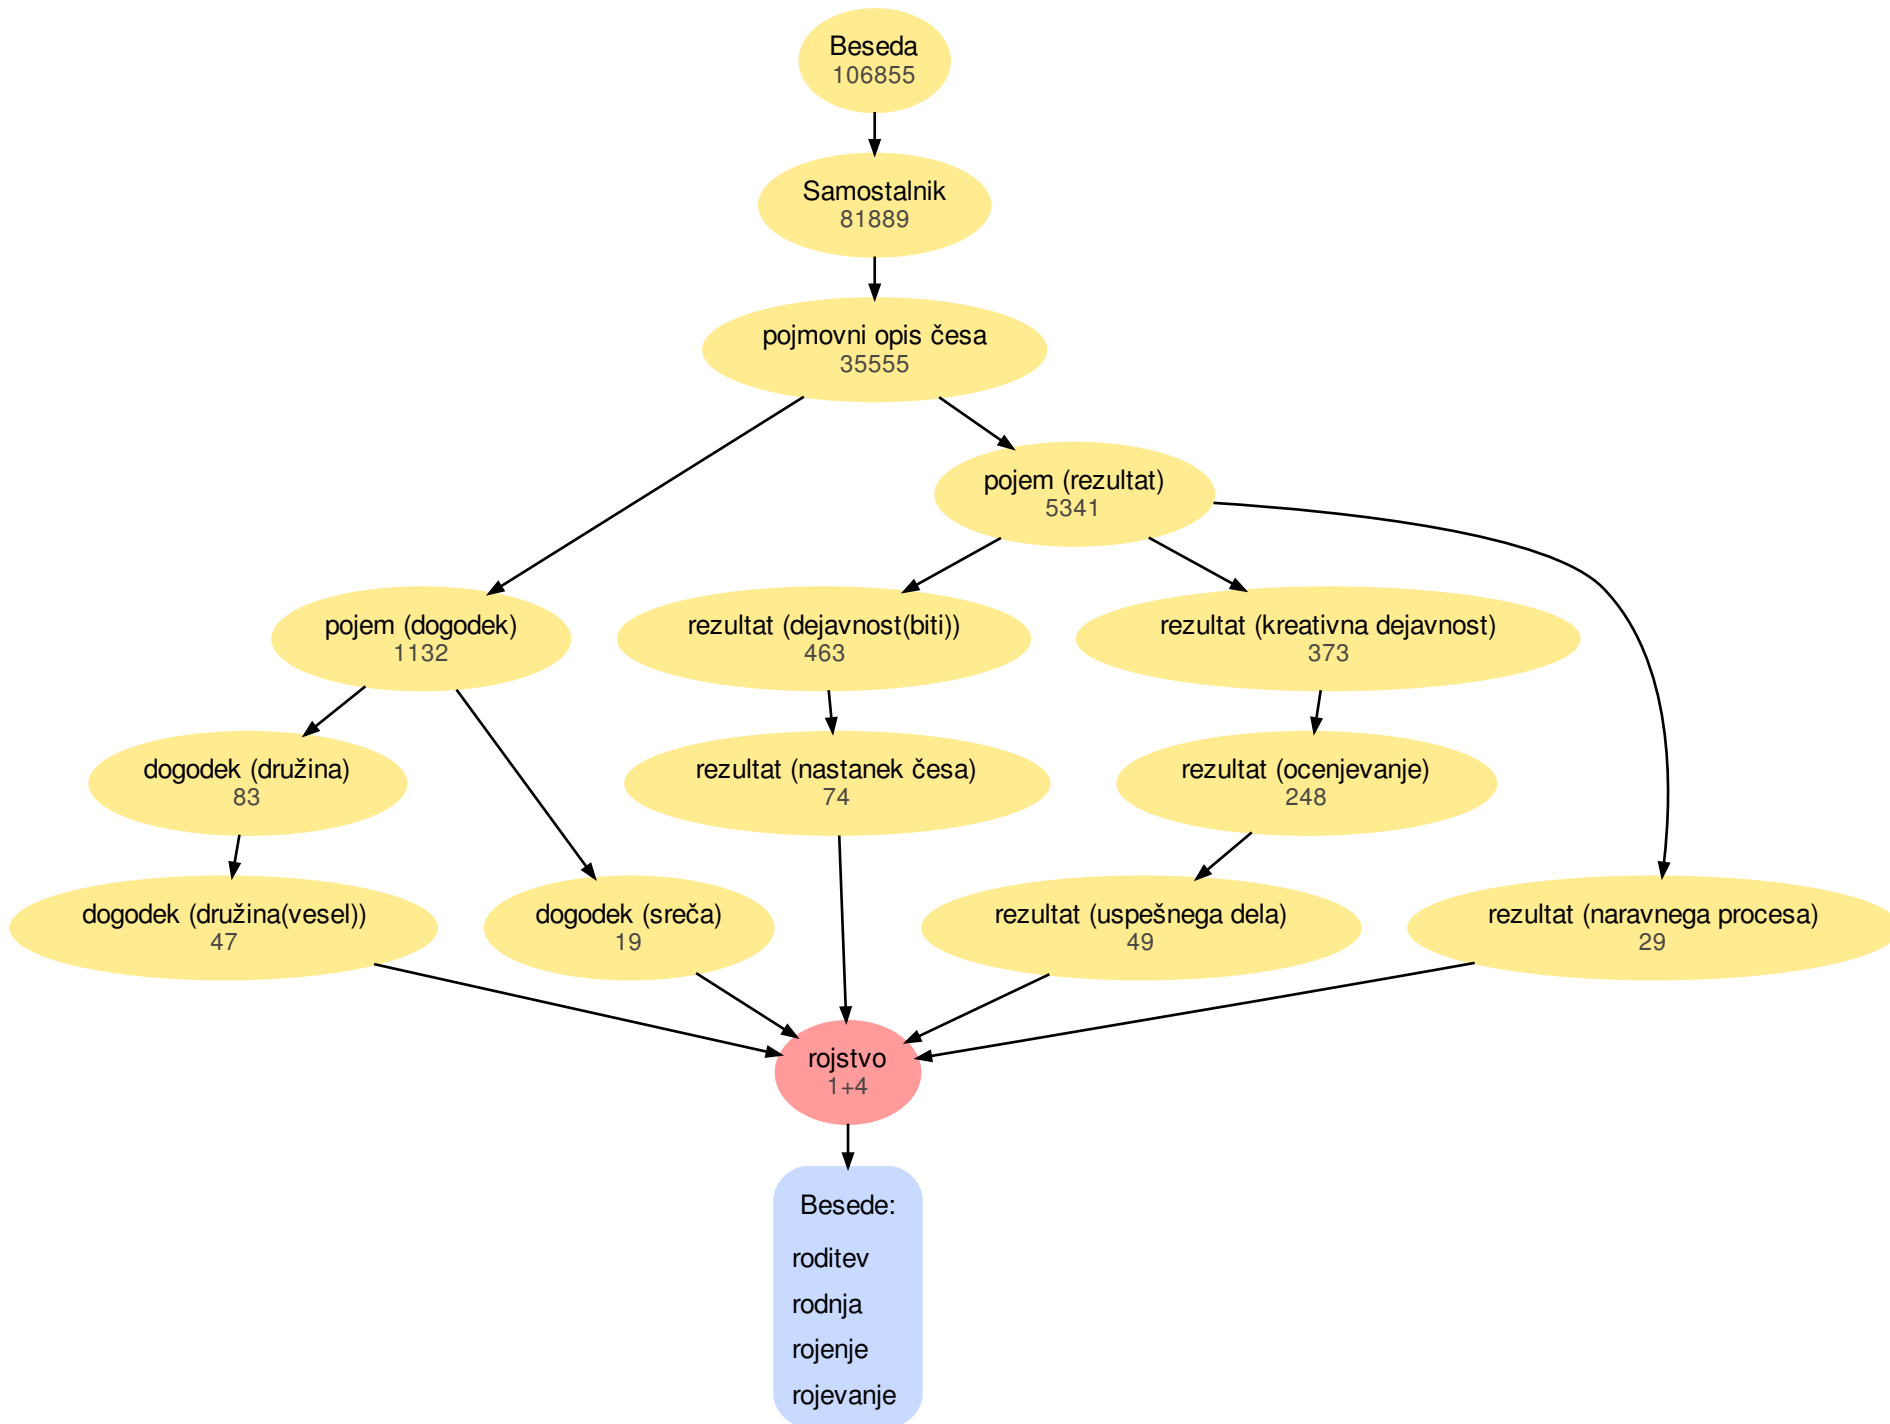 Beseda
106855
Samostalnik
81889
pojmovni opis česa
35555
pojem (rezultat)
5341
pojem (dogodek)
1132
rezultat (dejavnost(biti))
463
rezultat (kreativna dejavnost)
373
dogodek (družina)
83
rezultat (nastanek česa)
74
rezultat (ocenjevanje)
248
dogodek (družina(vesel))
47
dogodek (sreča)
19
rezultat (uspešnega dela)
49
rezultat (naravnega procesa)
29
rojstvo
1+4
Besede:
roditev
rodnja
rojenje
rojevanje